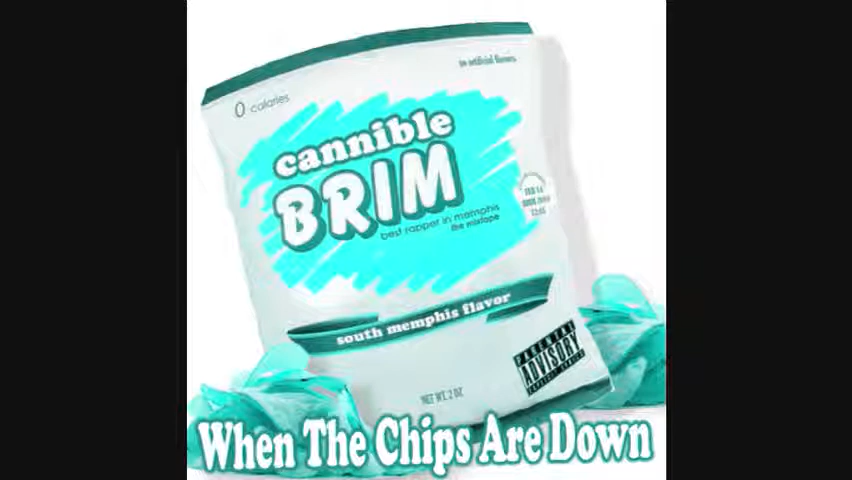 no artificial flavors
0 calories
cannible
BRIM
best rapper in memphis
the mixtape
south memphis flavor
PARENTAL
ADVISORY
EXPLICIT
NET WT. 2 OZ
When The Chips Are Down